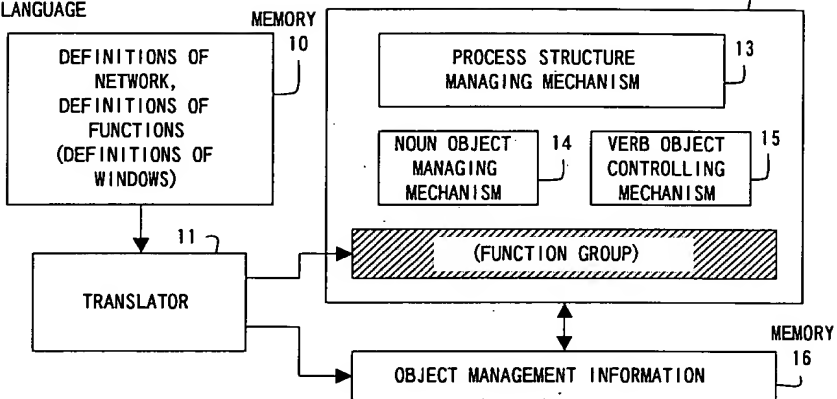 LANGUAGE
MEMORY
10
DEFINITIONS OF
NETWORK,
DEFINITIONS OF
FUNCTIONS
(DEFINITIONS OF
WINDOWS)
11
TRANSLATOR
PROCESS STRUCTURE
MANAGING MECHANISM
13
NOUN OBJECT
MANAGING
MECHANISM
14
VERB OBJECT
CONTROLLING
MECHANISM
15
(FUNCTION GROUP)
MEMORY
16
OBJECT MANAGEMENT INFORMATION